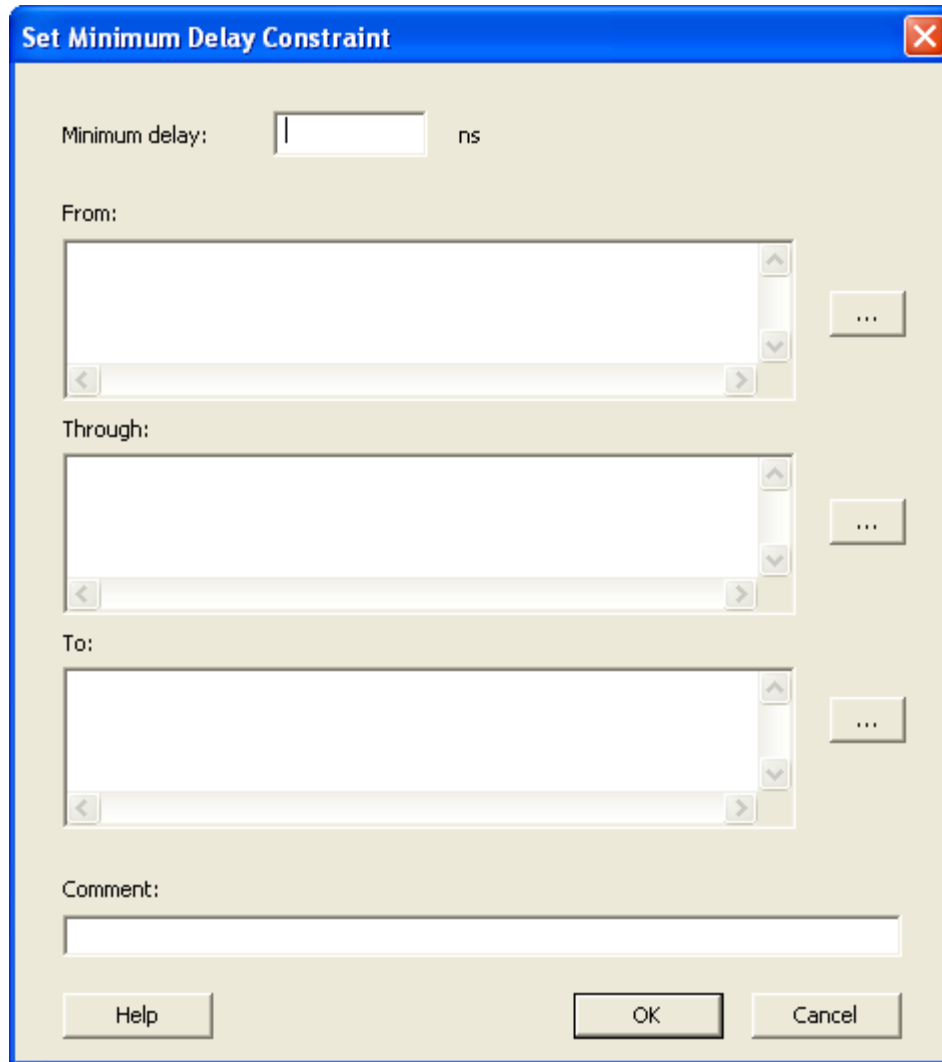 Set Minimum Delay Constraint
Minimum delay: ns
From:
...
Through:
...
To:
...
Comment:
Help OK Cancel